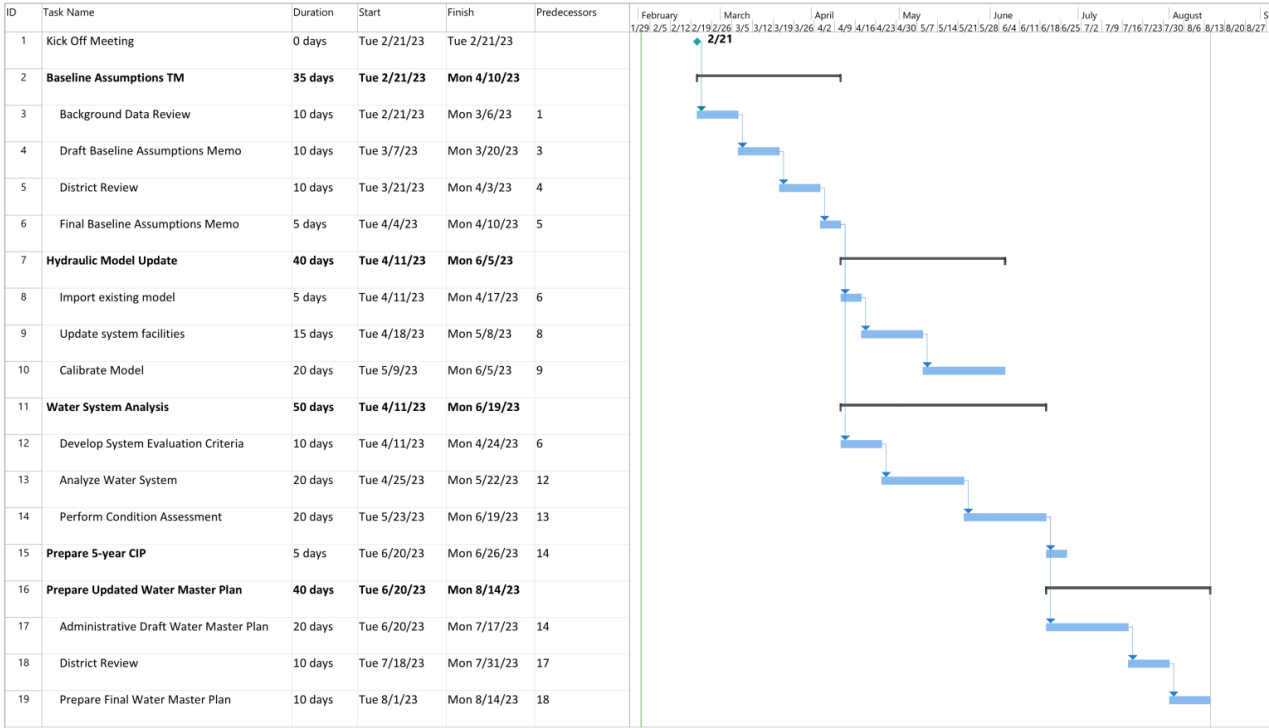 ID Task Name Duration Start Finish Predecessors
February March April May June July August S
1/29 2/5 2/12 2/19 2/26 3/5 3/12 3/19 3/26 4/2 4/9 4/16 4/23 4/30 5/7 5/14 5/21 5/28 6/4 6/11 6/18 6/25 7/2 7/9 7/16 7/23 7/30 8/6 8/13 8/20 8/27
1 Kick Off Meeting 0 days Tue 2/21/23 Tue 2/21/23 2/21
2 Baseline Assumptions TM 35 days Tue 2/21/23 Mon 4/10/23
3 Background Data Review 10 days Tue 2/21/23 Mon 3/6/23 1
4 Draft Baseline Assumptions Memo 10 days Tue 3/7/23 Mon 3/20/23 3
5 District Review 10 days Tue 3/21/23 Mon 4/3/23 4
6 Final Baseline Assumptions Memo 5 days Tue 4/4/23 Mon 4/10/23 5
7 Hydraulic Model Update 40 days Tue 4/11/23 Mon 6/5/23
8 Import existing model 5 days Tue 4/11/23 Mon 4/17/23 6
9 Update system facilities 15 days Tue 4/18/23 Mon 5/8/23 8
10 Calibrate Model 20 days Tue 5/9/23 Mon 6/5/23 9
11 Water System Analysis 50 days Tue 4/11/23 Mon 6/19/23
12 Develop System Evaluation Criteria 10 days Tue 4/11/23 Mon 4/24/23 6
13 Analyze Water System 20 days Tue 4/25/23 Mon 5/22/23 12
14 Perform Condition Assessment 20 days Tue 5/23/23 Mon 6/19/23 13
15 Prepare 5-year CIP 5 days Tue 6/20/23 Mon 6/26/23 14
16 Prepare Updated Water Master Plan 40 days Tue 6/20/23 Mon 8/14/23
17 Administrative Draft Water Master Plan 20 days Tue 6/20/23 Mon 7/17/23 14
18 District Review 10 days Tue 7/18/23 Mon 7/31/23 17
19 Prepare Final Water Master Plan 10 days Tue 8/1/23 Mon 8/14/23 18